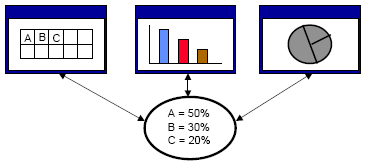 A B C
A = 50%
B = 30%
C = 20%